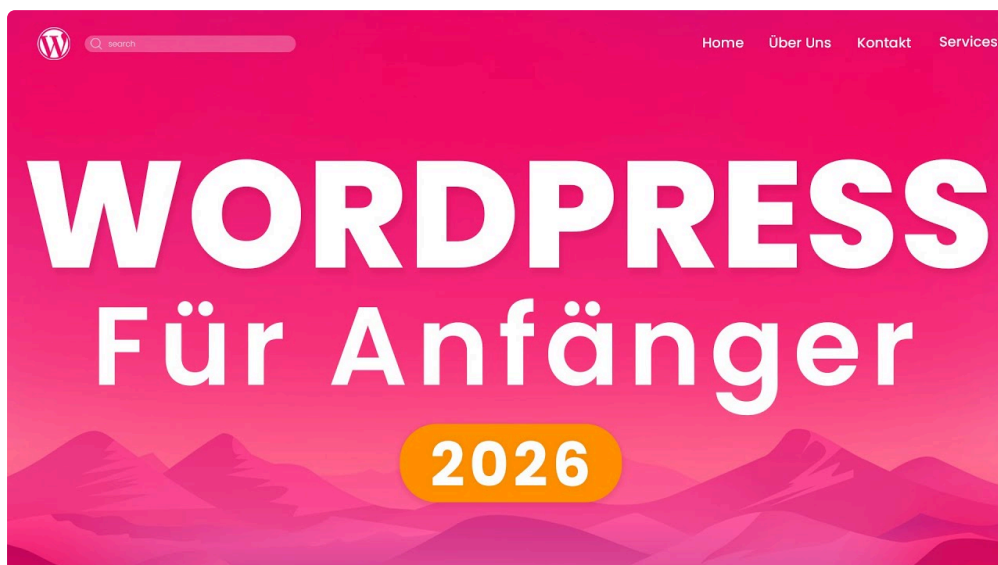 search
Home Über Uns Kontakt Services
WORDPRESS
Für Anfänger
2026